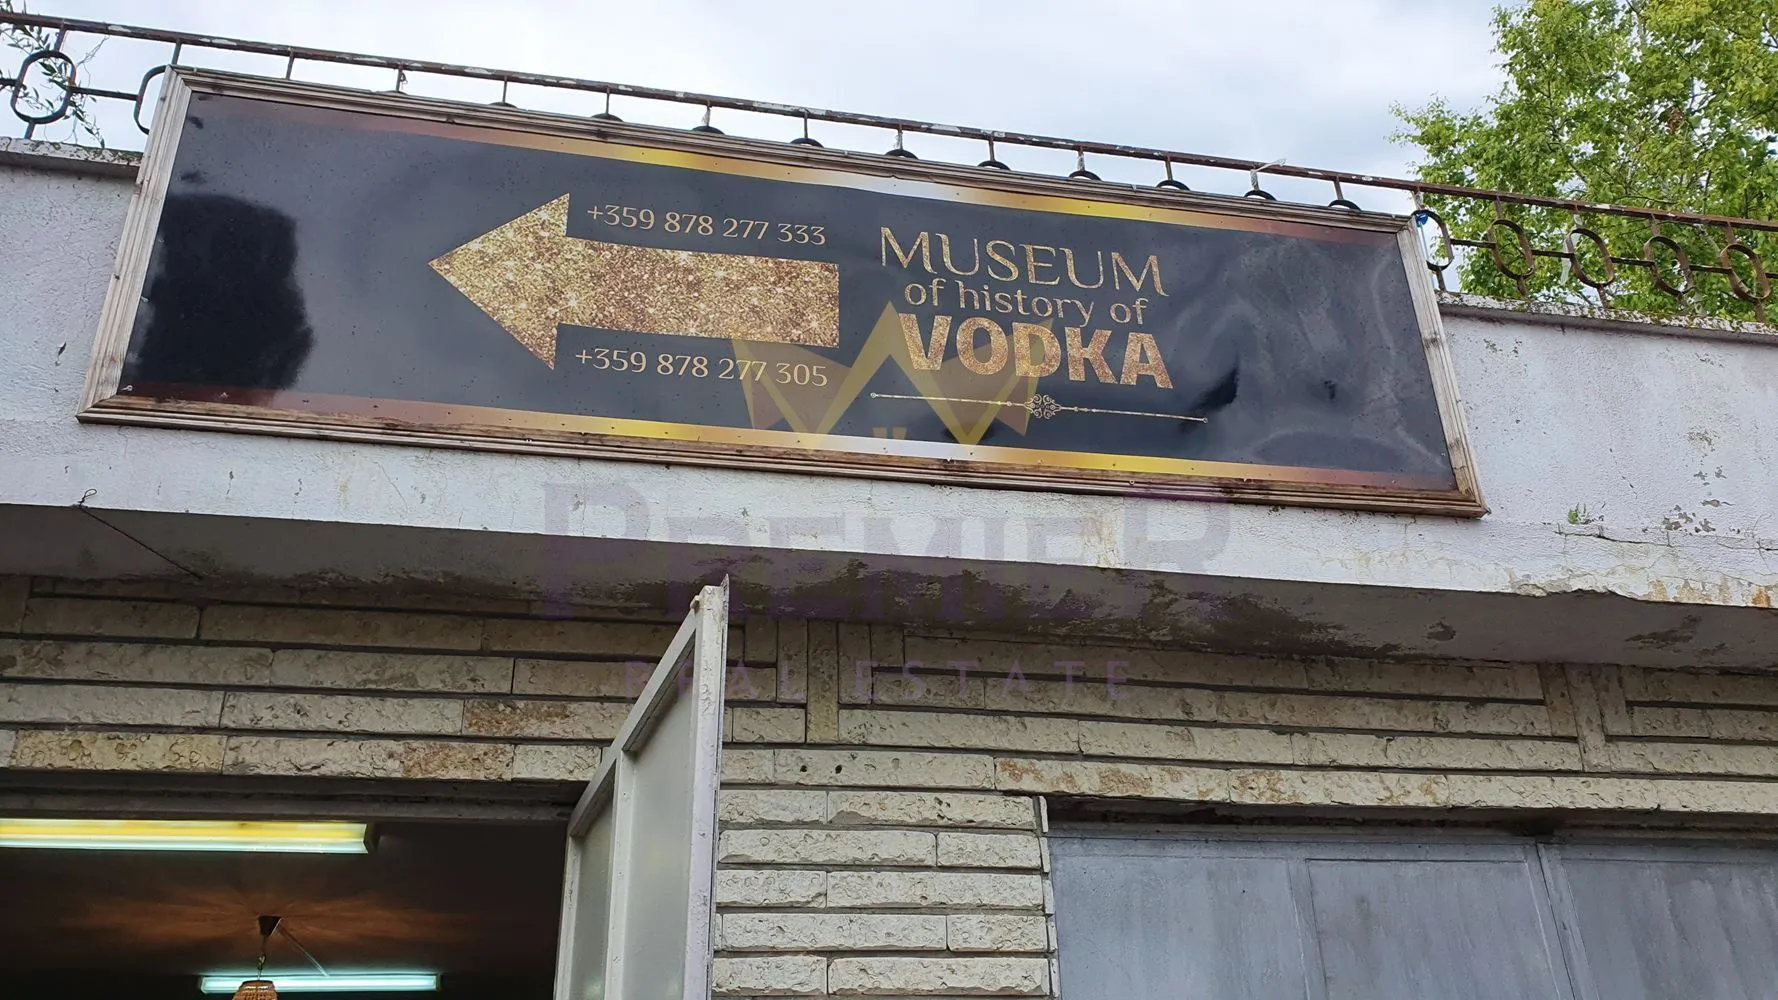 +359 878 277 333
+359 878 277 305
MUSEUM
of history of
VODKA
PREMIER
REAL ESTATE